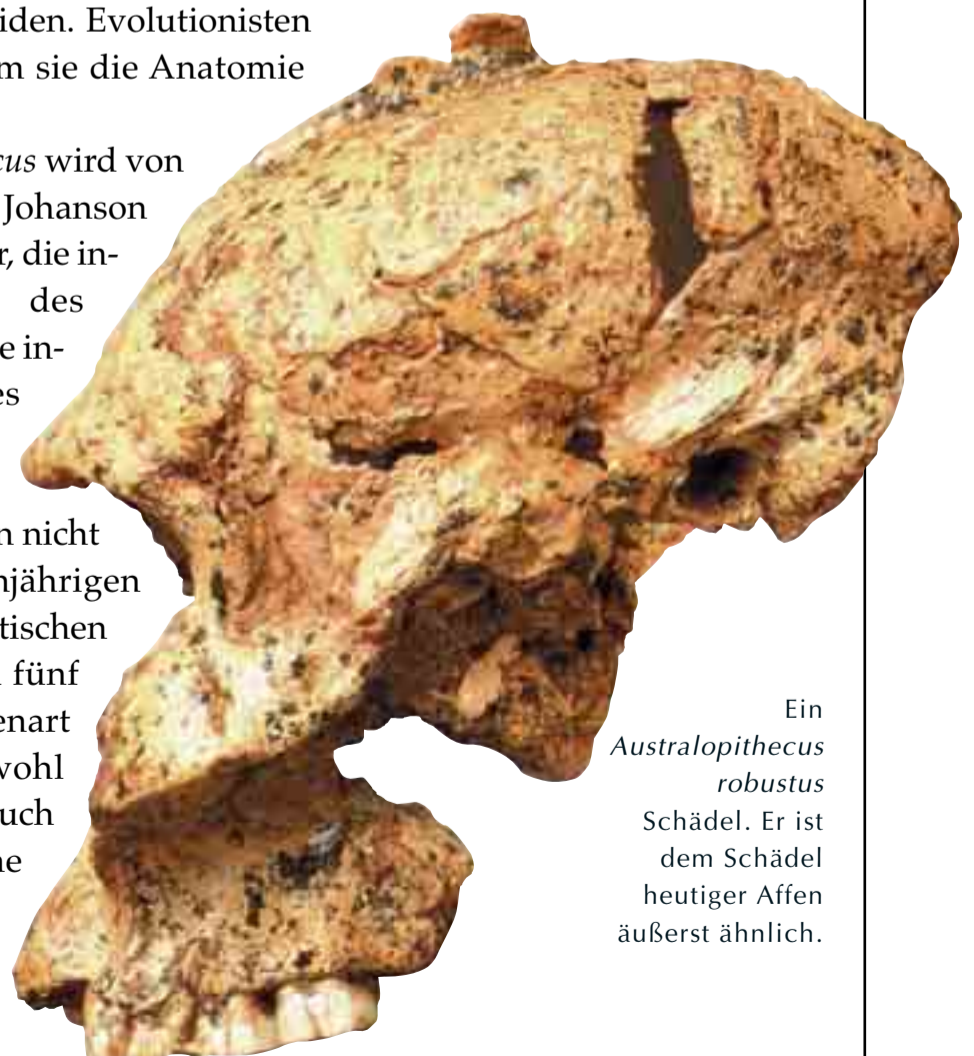 iden. Evolutionisten
m sie die Anatomie
cus wird von
Johanson
r, die in-
des
e in-
es
n nicht
njährigen
tischen
fünf
enart
wohl
uch
ne
Ein
Australopithecus
robustus
Schädel. Er ist
dem Schädel
heutiger Affen
äußerst ähnlich.